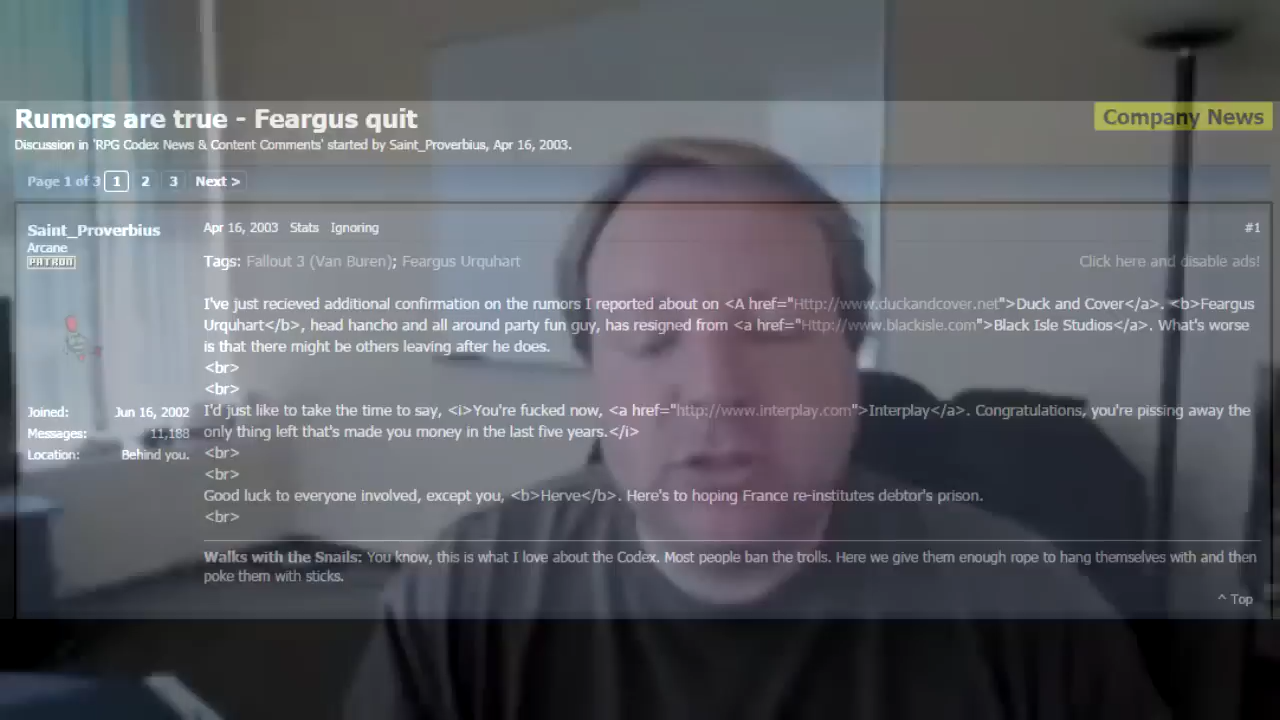 Rumors are true - Feargus quit
Company News
Discussion in 'RPG Codex News & Content Comments' started by Saint_Proverbius, Apr 16, 2003.
Page 1 of 3 1 2 3 Next >
Saint_Proverbius
Arcane
PATRON
Apr 16, 2003 Stats Ignoring
#1
Tags: Fallout 3 (Van Buren); Feargus Urquhart
Click here and disable ads!
I've just recieved additional confirmation on the rumors I reported about on <A href="Http://www.duckandcover.net">Duck and Cover</a>. <b>Feargus
Urquhart</b>, head hancho and all around party fun guy, has resigned from <a href="Http://www.blackisle.com">Black Isle Studios</a>. What's worse
is that there might be others leaving after he does.
<br>
<br>
Joined: Jun 16, 2002
Messages: 11,188
Location: Behind you.
I'd just like to take the time to say, <i>You're fucked now, <a href="http://www.interplay.com">Interplay</a>. Congratulations, you're pissing away the
only thing left that's made you money in the last five years.</i>
<br>
<br>
Good luck to everyone involved, except you, <b>Herve</b>. Here's to hoping France re-institutes debtor's prison.
<br>
Walks with the Snails: You know, this is what I love about the Codex. Most people ban the trolls. Here we give them enough rope to hang themselves with and then
poke them with sticks.
^ Top